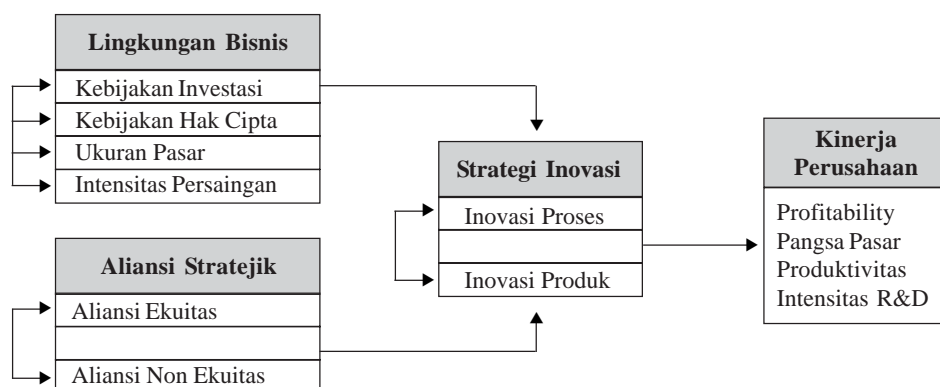 Lingkungan Bisnis
Kebijakan Investasi
Kebijakan Hak Cipta
Ukuran Pasar
Intensitas Persaingan
Aliansi Stratejik
Aliansi Ekuitas
Aliansi Non Ekuitas
Strategi Inovasi
Inovasi Proses
Inovasi Produk
Kinerja
Perusahaan
Profitability
Pangsa Pasar
Produktivitas
Intensitas R&D